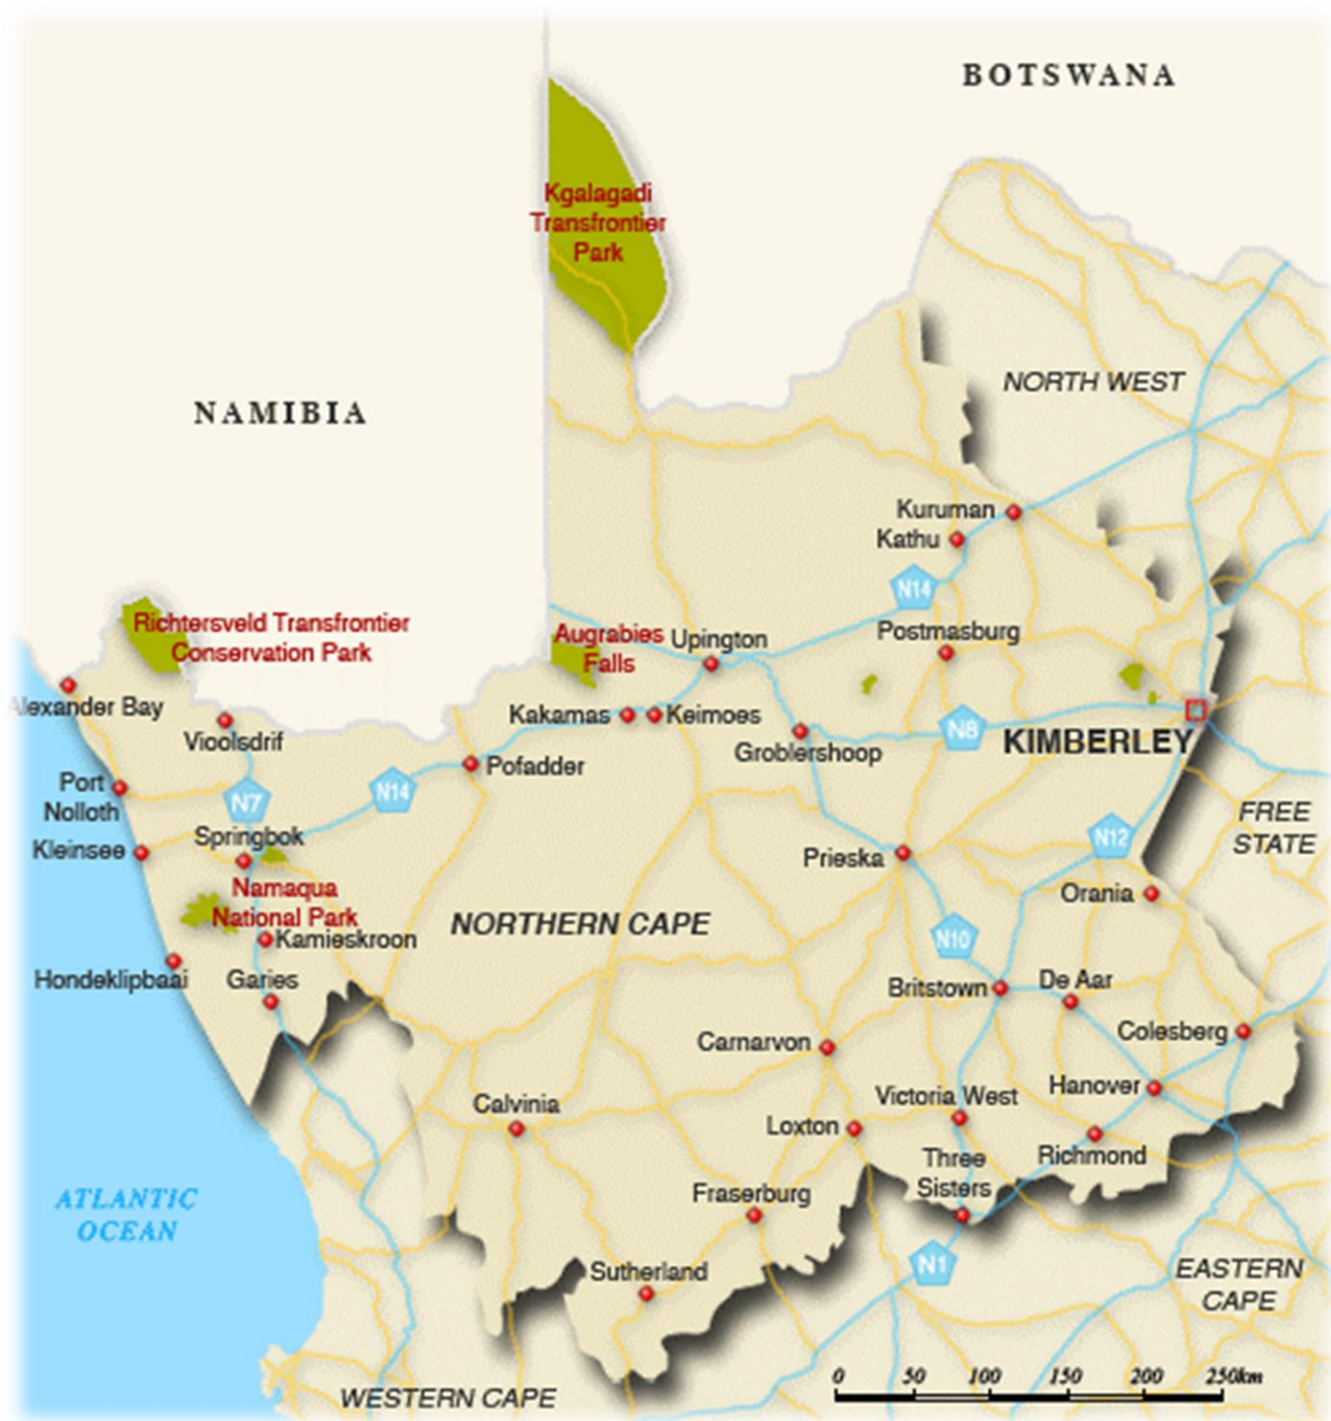 BOTSWANA
Kgalagadi
Transfrontier
Park
NORTH WEST
NAMIBIA
Kuruman
Kathu
N14
Richtersveld Transfrontier
Conservation Park
Augrabies
Falls
Upington
Postmasburg
Alexander Bay
Vioolsdrif
Kakamas
Keimoes
Groblershoop
N8
KIMBERLEY
Port
Nolloth
N7
N14
Pofadder
FREE
STATE
Kleinsee
Springbok
Prieska
N12
Orania
Namaqua
National Park
NORTHERN CAPE
Kamieskroon
N10
Hondeklipbaai
Garies
Britstown
De Aar
Colesberg
Carnarvon
Hanover
Calvinia
Victoria West
Loxton
Richmond
Three
Sisters
Fraserburg
ATLANTIC
OCEAN
Sutherland
N1
EASTERN
CAPE
WESTERN CAPE
0 50 100 150 200 250km